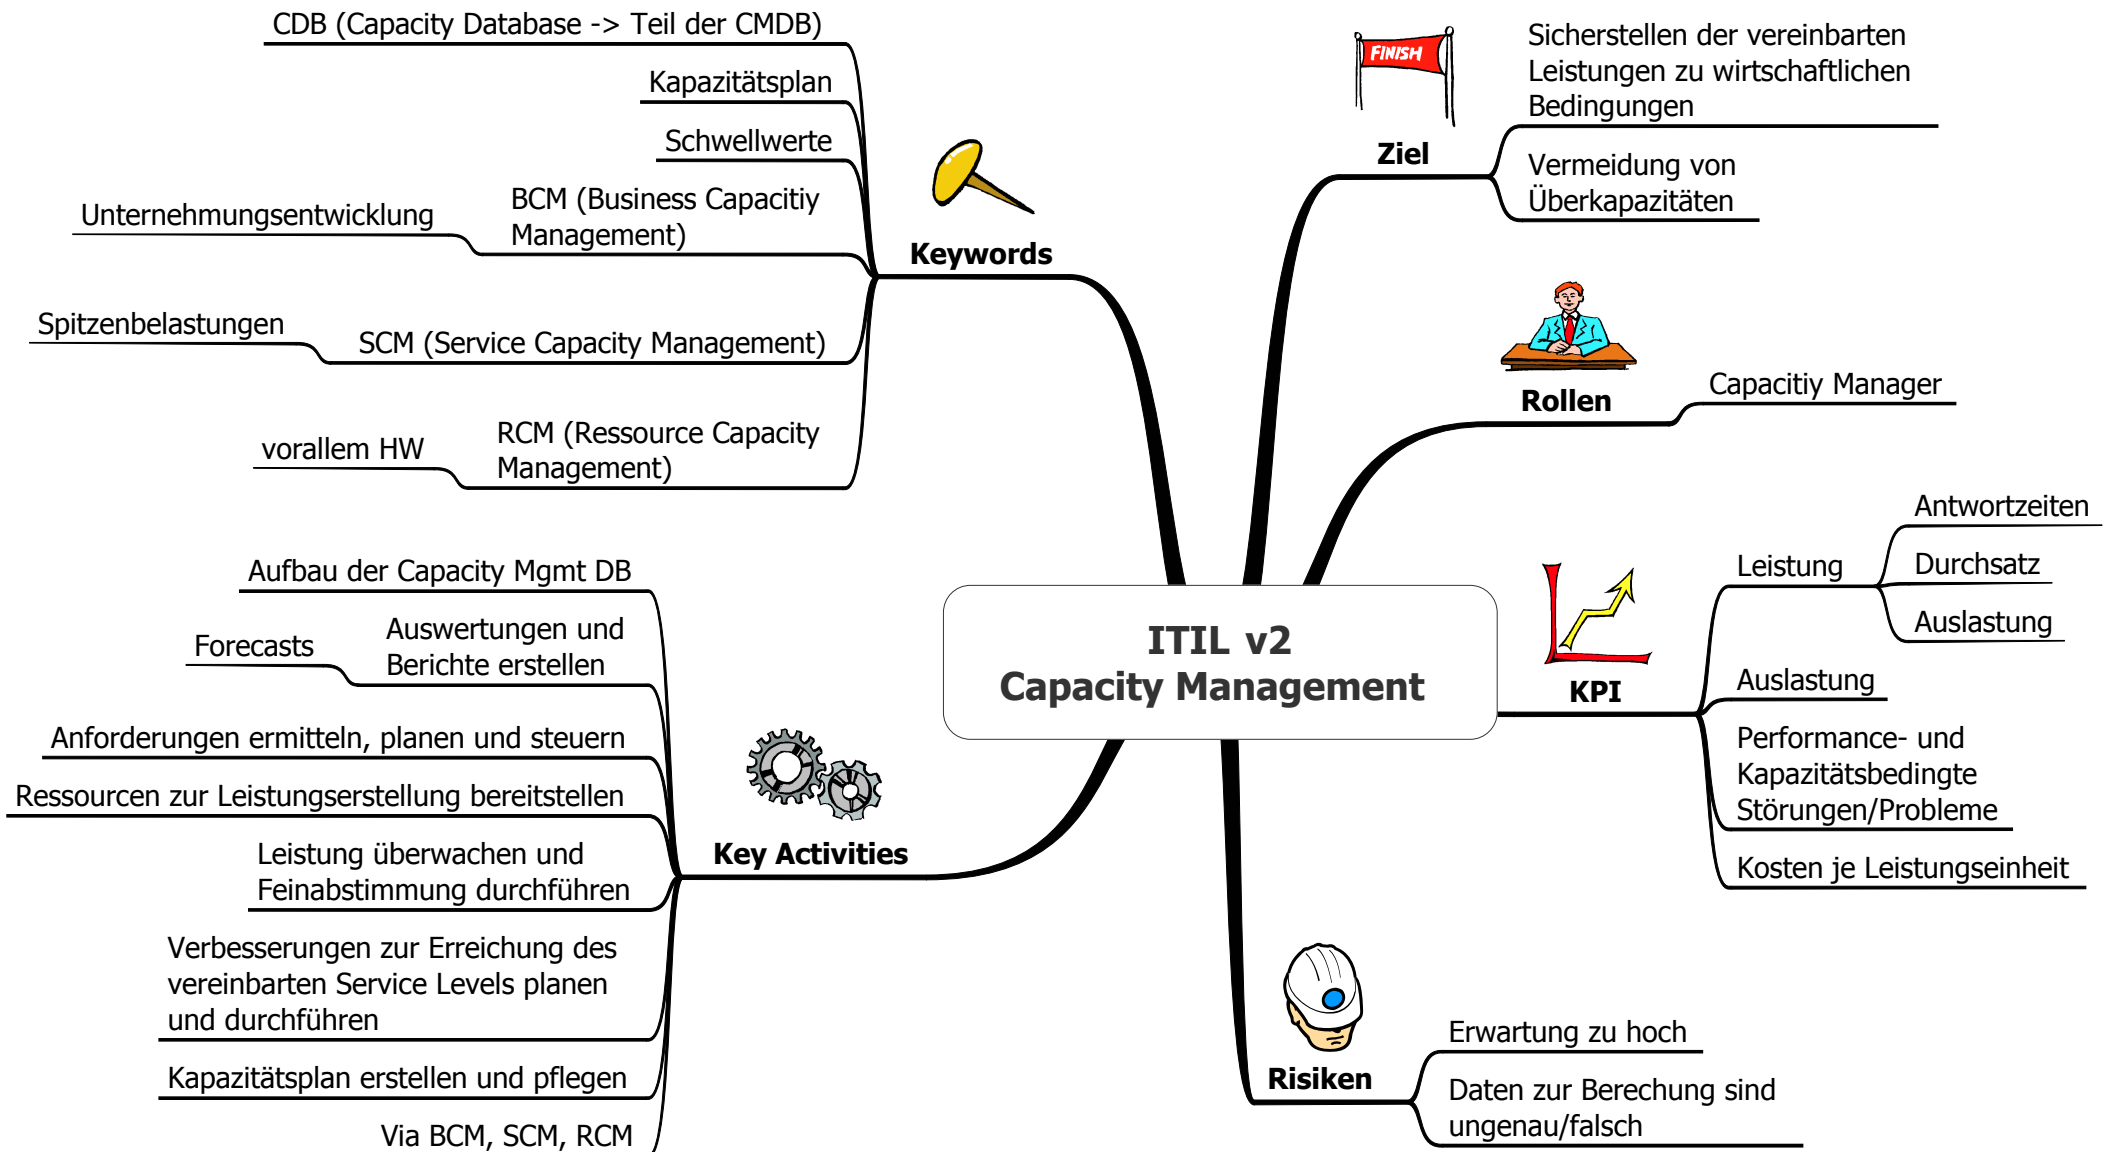 CDB (Capacity Database -> Teil der CMDB)
Kapazitätsplan
Schwellwerte
BCM (Business Capacitiy
Management)
Unternehmungsentwicklung
SCM (Service Capacity Management)
Spitzenbelastungen
RCM (Ressource Capacity
Management)
vorallem HW
Keywords
FINISH
Ziel
Sicherstellen der vereinbarten
Leistungen zu wirtschaftlichen
Bedingungen
Vermeidung von
Überkapazitäten
Rollen
Capacitiy Manager
ITIL v2
Capacity Management
KPI
Leistung
Antwortzeiten
Durchsatz
Auslastung
Auslastung
Performance- und
Kapazitätsbedingte
Störungen/Probleme
Kosten je Leistungseinheit
Key Activities
Aufbau der Capacity Mgmt DB
Auswertungen und
Berichte erstellen
Forecasts
Anforderungen ermitteln, planen und steuern
Ressourcen zur Leistungserstellung bereitstellen
Leistung überwachen und
Feinabstimmung durchführen
Verbesserungen zur Erreichung des
vereinbarten Service Levels planen
und durchführen
Kapazitätsplan erstellen und pflegen
Via BCM, SCM, RCM
Risiken
Erwartung zu hoch
Daten zur Berechung sind
ungenau/falsch